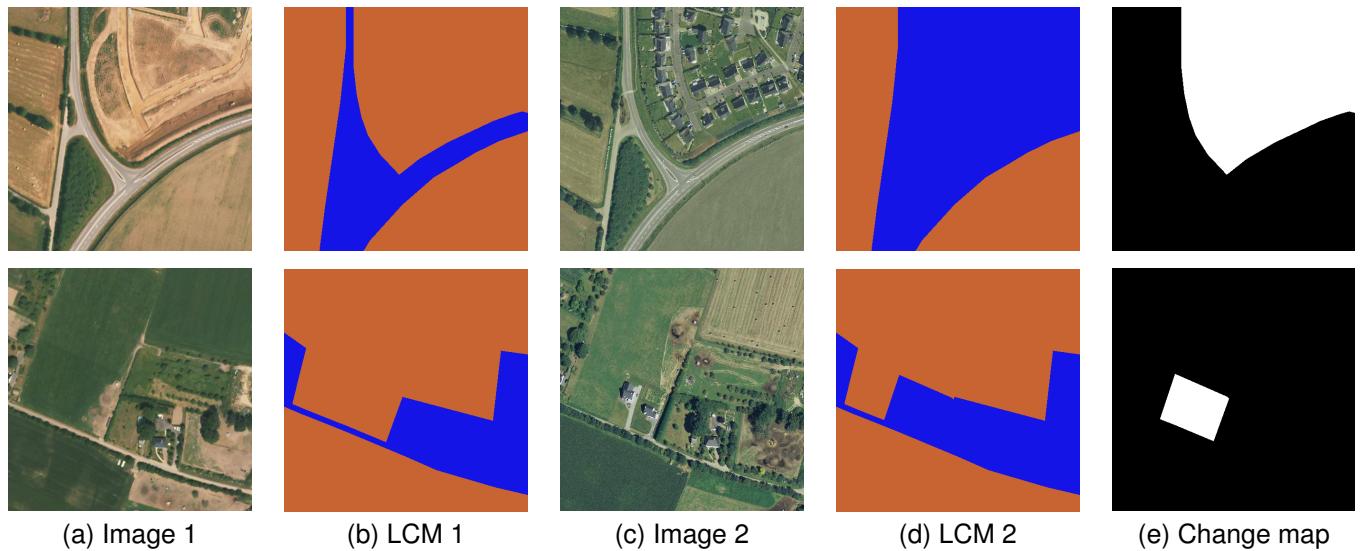 (a) Image 1
(b) LCM 1
(c) Image 2
(d) LCM 2
(e) Change map